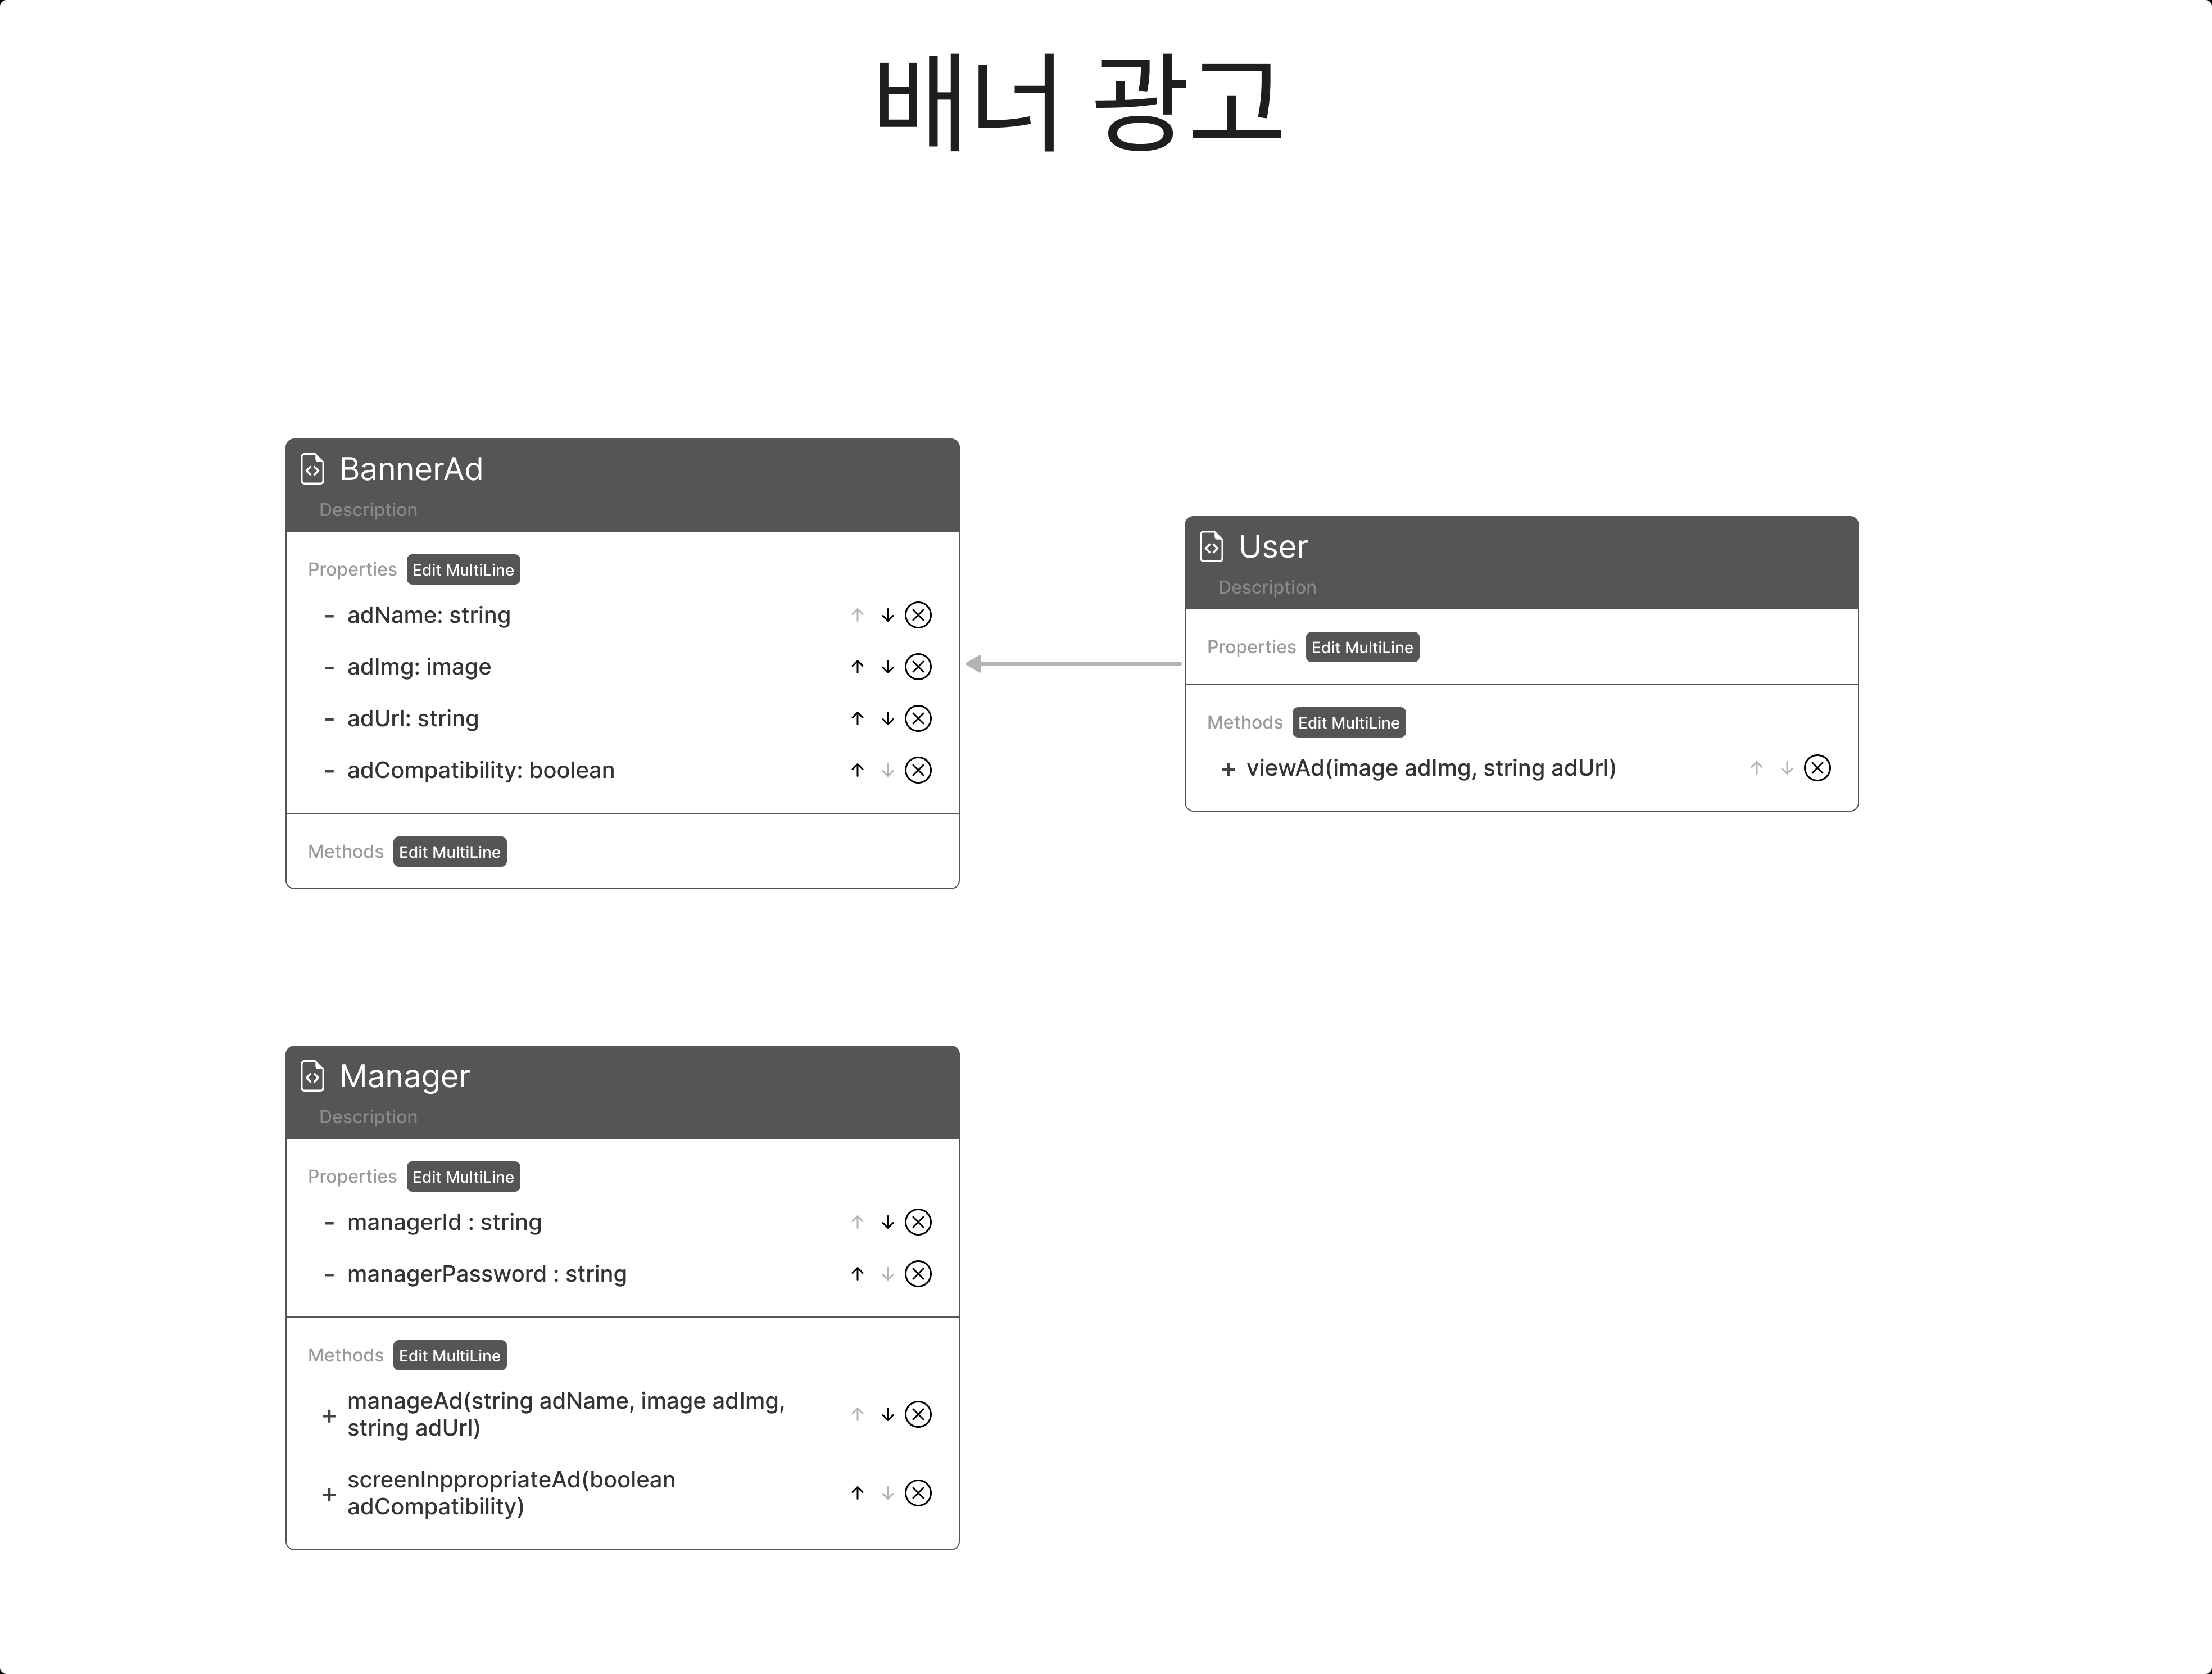 배너 광고
BannerAd
Description
Properties Edit MultiLine
- adName: string
- adImg: image
- adUrl: string
- adCompatibility: boolean
Methods Edit MultiLine
User
Description
Properties Edit MultiLine
Methods Edit MultiLine
+ viewAd(image adImg, string adUrl)
Manager
Description
Properties Edit MultiLine
- managerId : string
- managerPassword : string
Methods Edit MultiLine
+ manageAd(string adName, image adImg,
string adUrl)
+ screenInppropriateAd(boolean
adCompatibility)